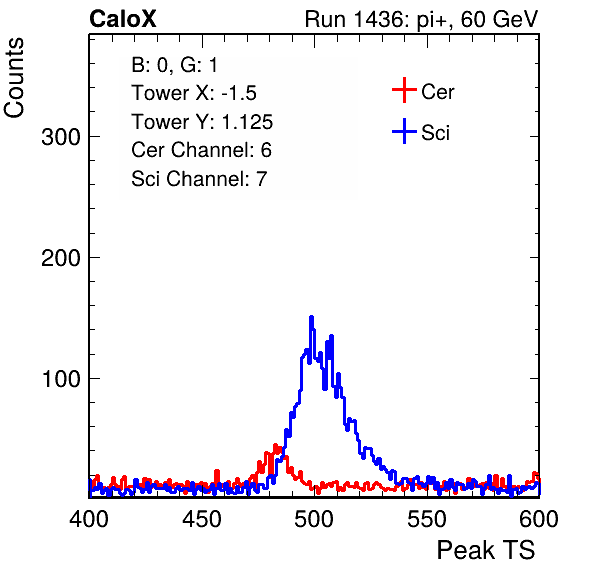 CaloX Run 1436: pi+, 60 GeV
Counts
B: 0, G: 1
Tower X: -1.5
Tower Y: 1.125
Cer Channel: 6
Sci Channel: 7
Cer
Sci
300
200
100
400 450 500 550 600
Peak TS